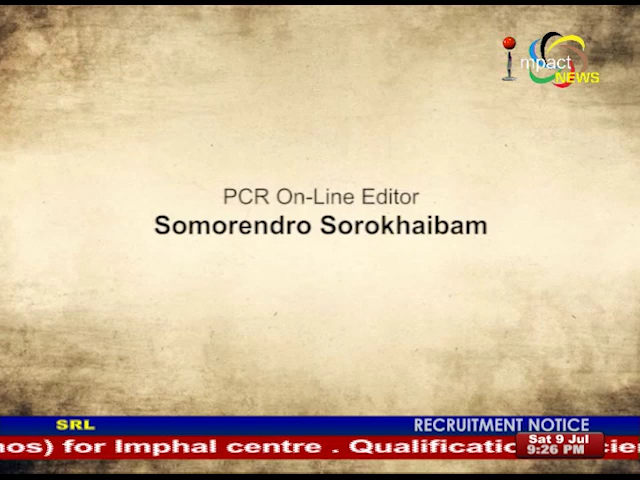 impact
NEWS
PCR On-Line Editor
Somorendro Sorokhaibam
SRL
RECRUITMENT NOTICE
for Imphal centre . Qualificatio
Sat 9 Jul
9:26 PM